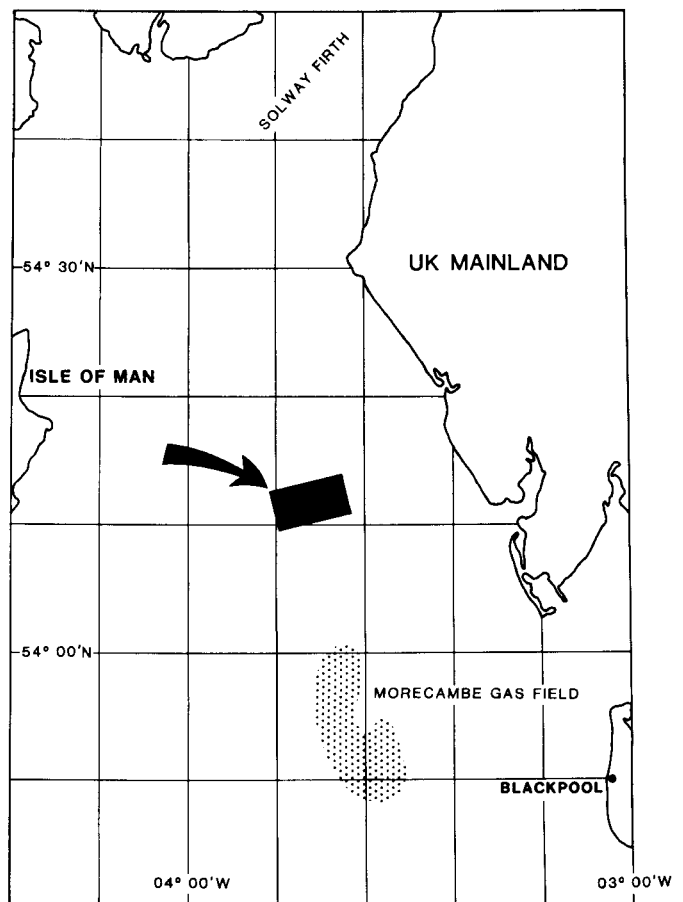 SOLWAY FIRTH
54° 30'N
UK MAINLAND
ISLE OF MAN
54° 00'N
MORECAMBE GAS FIELD
BLACKPOOL
04° 00'W
03° 00'W